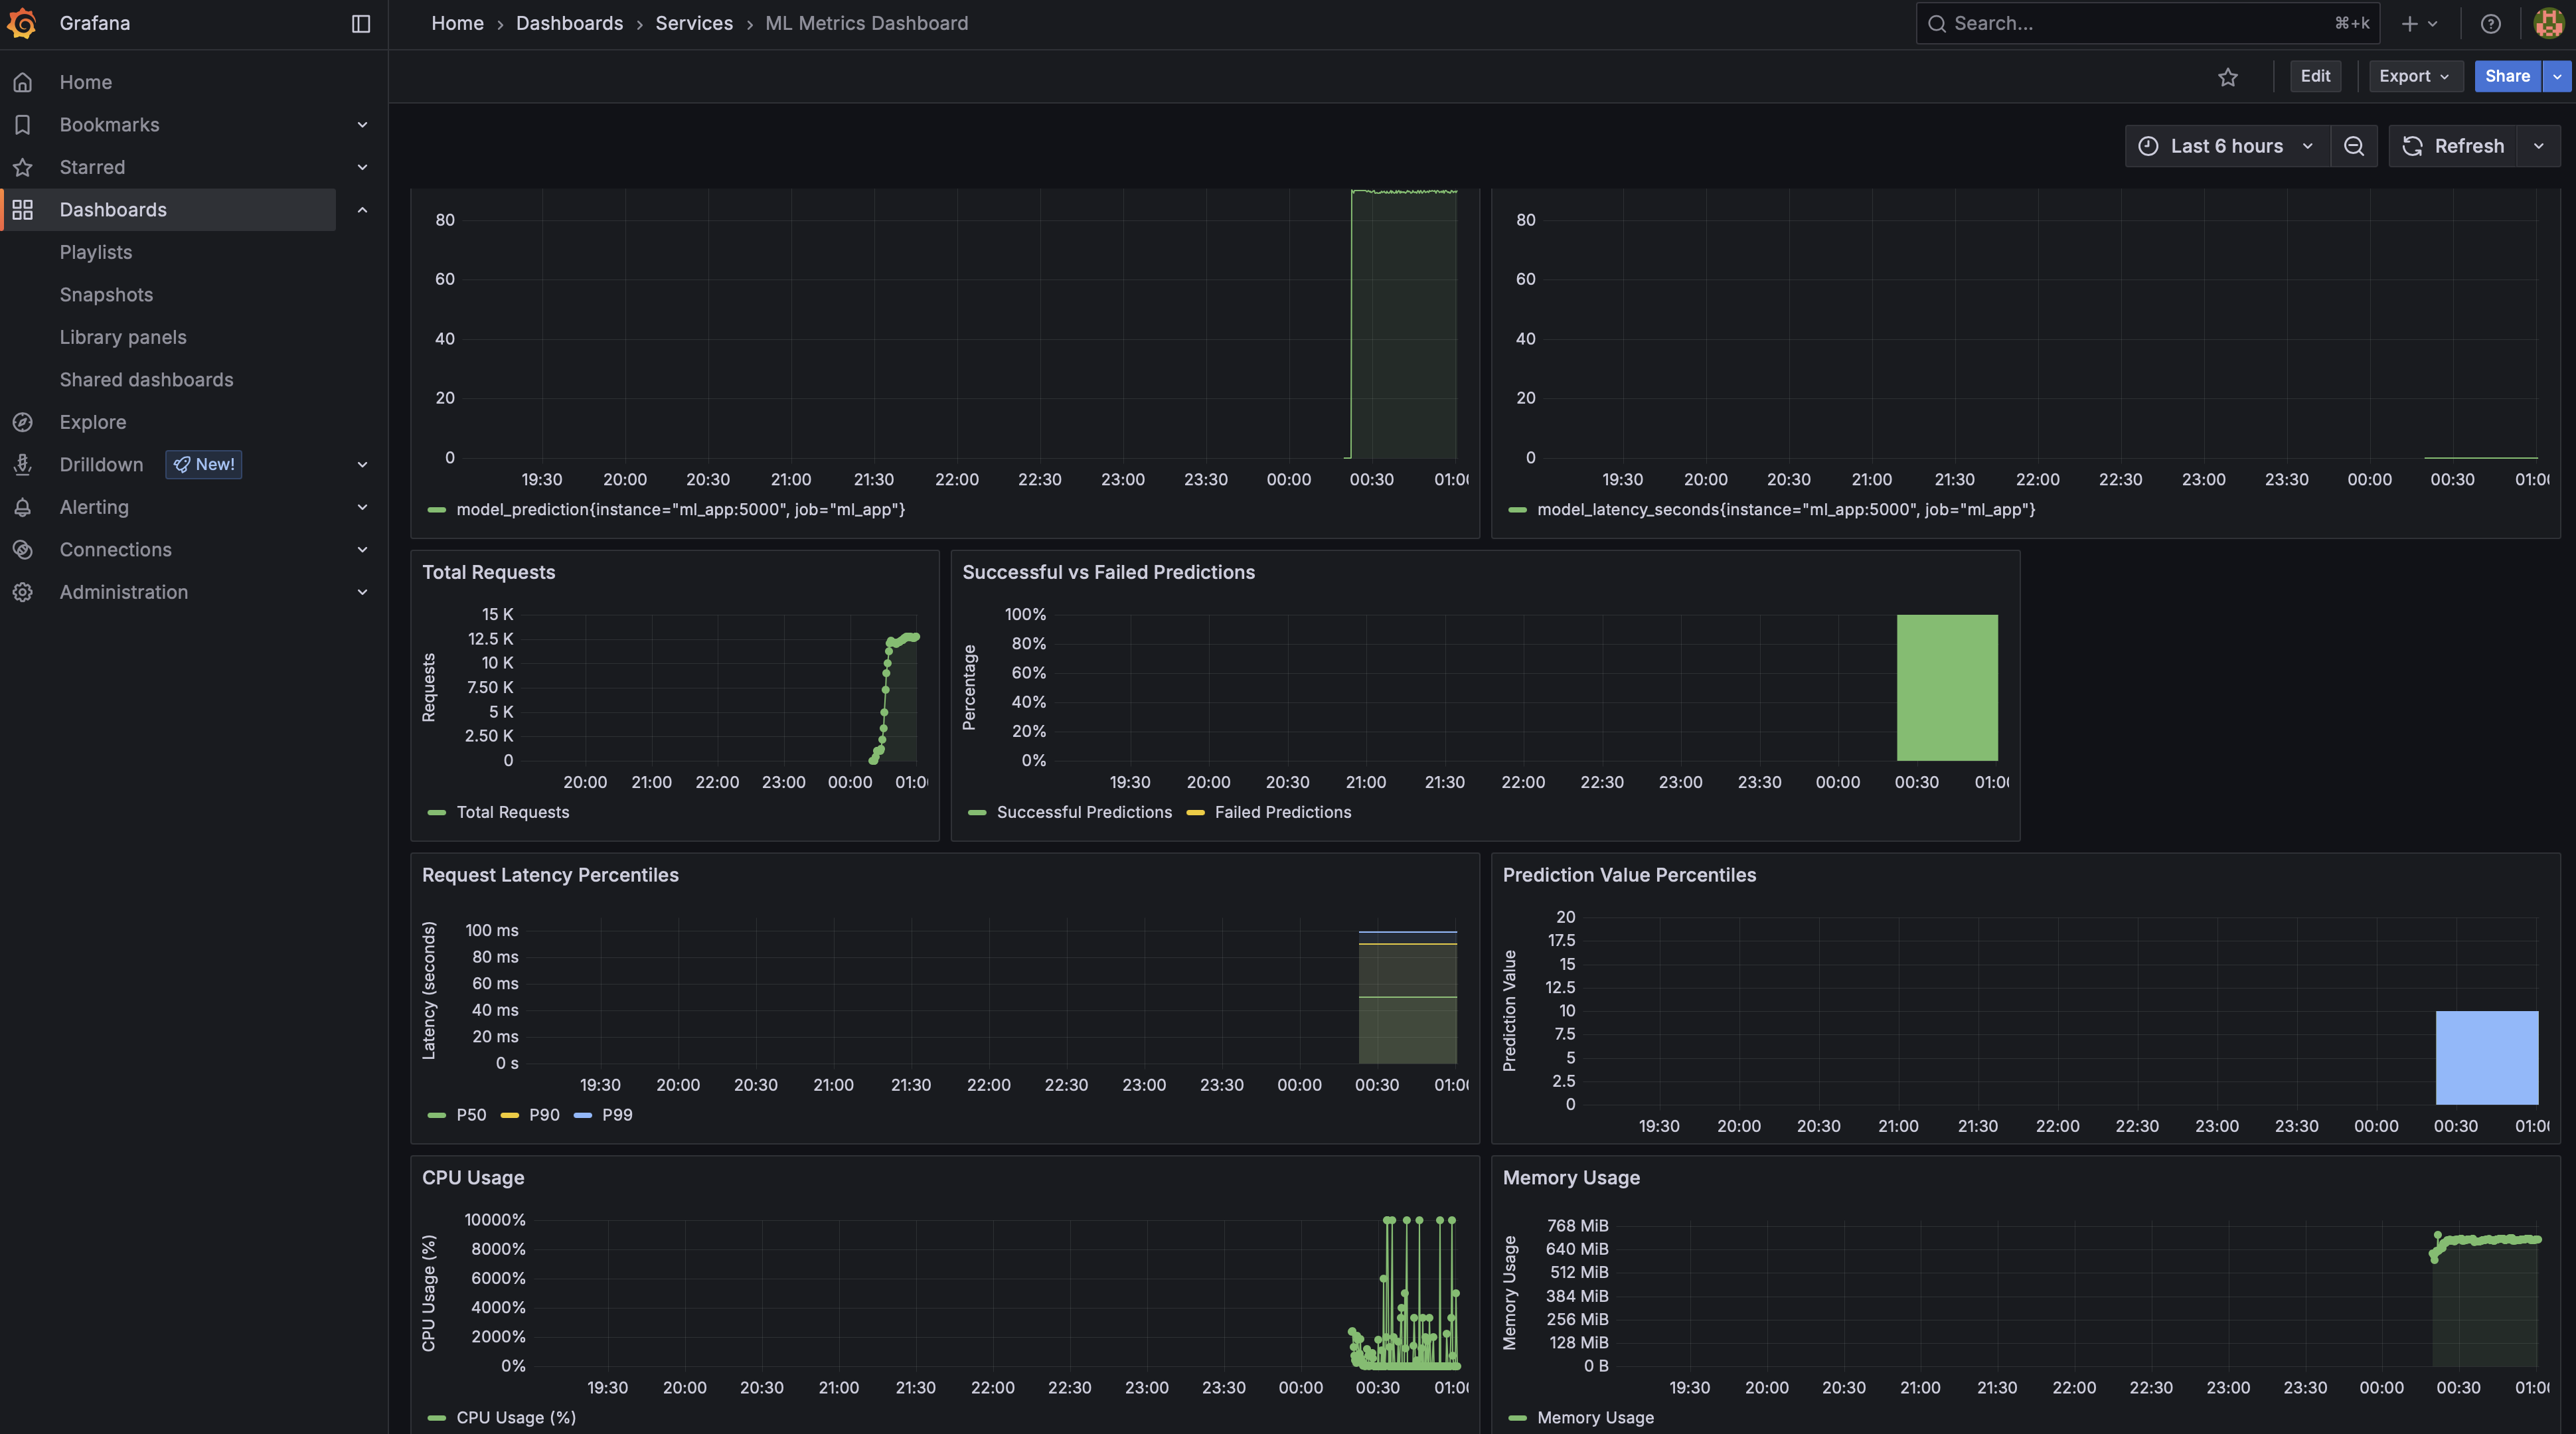 Grafana
Home › Dashboards › Services › ML Metrics Dashboard
Search... ⌘+k
Edit Export Share
Last 6 hours Refresh
Home
Bookmarks
Starred
Dashboards
Playlists
Snapshots
Library panels
Shared dashboards
Explore
Drilldown New!
Alerting
Connections
Administration
80
60
40
20
0
19:30 20:00 20:30 21:00 21:30 22:00 22:30 23:00 23:30 00:00 00:30 01:00
model_prediction{instance="ml_app:5000", job="ml_app"}
80
60
40
20
0
19:30 20:00 20:30 21:00 21:30 22:00 22:30 23:00 23:30 00:00 00:30 01:00
model_latency_seconds{instance="ml_app:5000", job="ml_app"}
Total Requests
Requests
15 K
12.5 K
10 K
7.50 K
5 K
2.50 K
0
20:00 21:00 22:00 23:00 00:00 01:00
Total Requests
Successful vs Failed Predictions
Percentage
100%
80%
60%
40%
20%
0%
19:30 20:00 20:30 21:00 21:30 22:00 22:30 23:00 23:30 00:00 00:30 01:00
Successful Predictions Failed Predictions
Request Latency Percentiles
Latency (seconds)
100 ms
80 ms
60 ms
40 ms
20 ms
0 s
19:30 20:00 20:30 21:00 21:30 22:00 22:30 23:00 23:30 00:00 00:30 01:00
P50 P90 P99
Prediction Value Percentiles
Prediction Value
20
17.5
15
12.5
10
7.5
5
2.5
0
19:30 20:00 20:30 21:00 21:30 22:00 22:30 23:00 23:30 00:00 00:30 01:00
CPU Usage
CPU Usage (%)
10000%
8000%
6000%
4000%
2000%
0%
19:30 20:00 20:30 21:00 21:30 22:00 22:30 23:00 23:30 00:00 00:30 01:00
CPU Usage (%)
Memory Usage
Memory Usage
768 MiB
640 MiB
512 MiB
384 MiB
256 MiB
128 MiB
0 B
19:30 20:00 20:30 21:00 21:30 22:00 22:30 23:00 23:30 00:00 00:30 01:00
Memory Usage